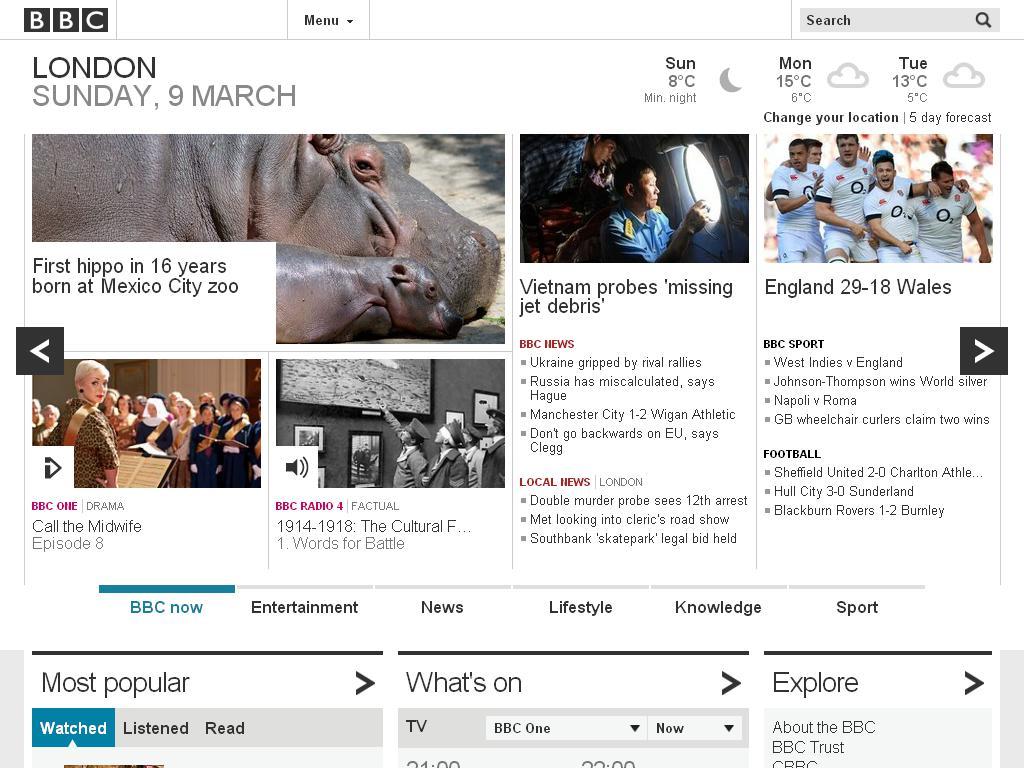 BBC
Menu
Search
LONDON
SUNDAY, 9 MARCH
Sun
8°C
Min. night
Mon
15°C
6°C
Tue
13°C
5°C
Change your location | 5 day forecast
First hippo in 16 years
born at Mexico City zoo
Vietnam probes 'missing
jet debris'
England 29-18 Wales
BBC NEWS
Ukraine gripped by rival rallies
Russia has miscalculated, says
Hague
Manchester City 1-2 Wigan Athletic
Don't go backwards on EU, says
Clegg
LOCAL NEWS | LONDON
Double murder probe sees 12th arrest
Met looking into cleric's road show
Southbank 'skatepark' legal bid held
BBC SPORT
West Indies v England
Johnson-Thompson wins World silver
Napoli v Roma
GB wheelchair curlers claim two wins
FOOTBALL
Sheffield United 2-0 Charlton Athle...
Hull City 3-0 Sunderland
Blackburn Rovers 1-2 Burnley
O2
O2
O2
BBC ONE | DRAMA
Call the Midwife
Episode 8
BBC RADIO 4 | FACTUAL
1914-1918: The Cultural F...
1. Words for Battle
BBC now
Entertainment
News
Lifestyle
Knowledge
Sport
Most popular
Watched
Listened
Read
What's on
TV
BBC One
Now
21:00
22:00
Explore
About the BBC
BBC Trust
CBBC